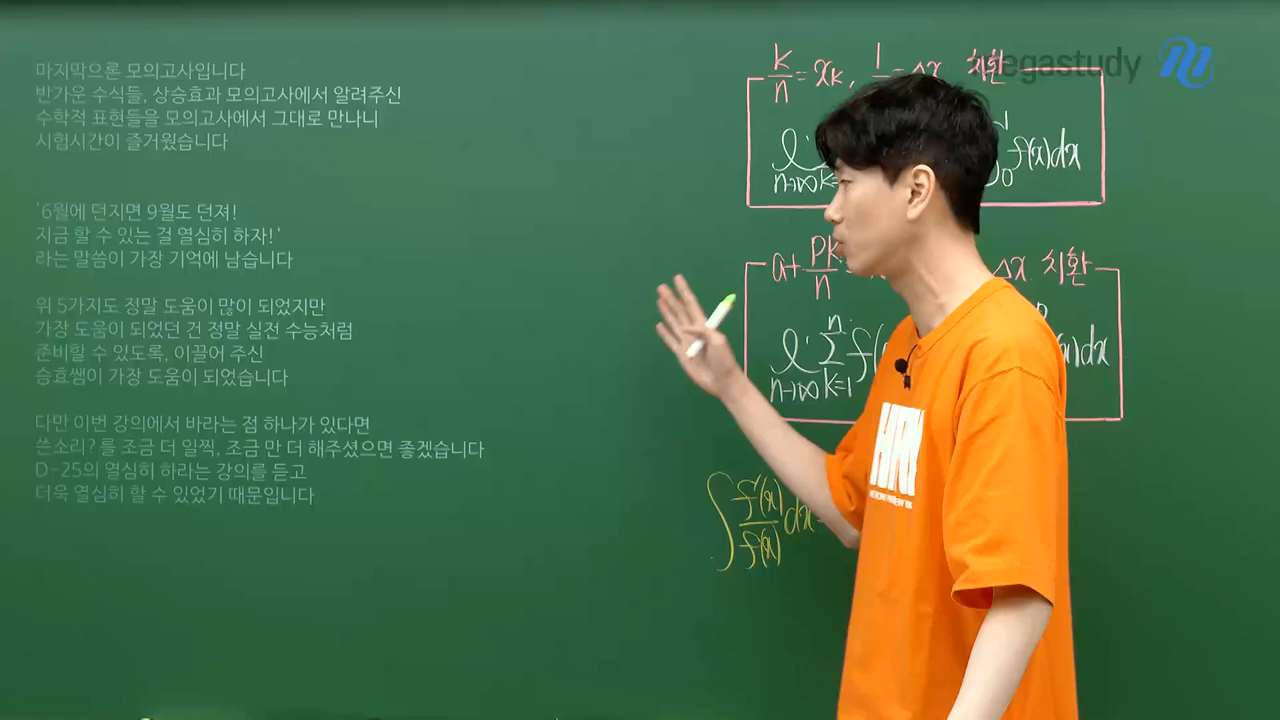 마지막으론 모의고사입니다
반가운 수식들, 상승효과 모의고사에서 알려주신
수학적 표현들을 모의고사에서 그대로 만나니
시험시간이 즐거웠습니다
'6월에 던지면 9월도 던져!
지금 할 수 있는 걸 열심히 하자!'
라는 말씀이 가장 기억에 남습니다
위 5가지도 정말 도움이 많이 되었지만
가장 도움이 되었던 건 정말 실전 수능처럼
준비할 수 있도록, 이끌어 주신
승효쌤이 가장 도움이 되었습니다
다만 이번 강의에서 바라는 점 하나가 있다면
쓴소리? 를 조금 더 일찍, 조금 만 더 해주셨으면 좋겠습니다
D-25의 열심히 하라는 강의를 듣고
더욱 열심히 할 수 있었기 때문입니다
egastudy
k/n = xk, 1 = Δx 치환
l n→∞ k= 0 f(x)dx
a+ pk/n Δx 치환
l n→∞ n Σ k=1 f( dx
∫ f'(x)/f(x) dx